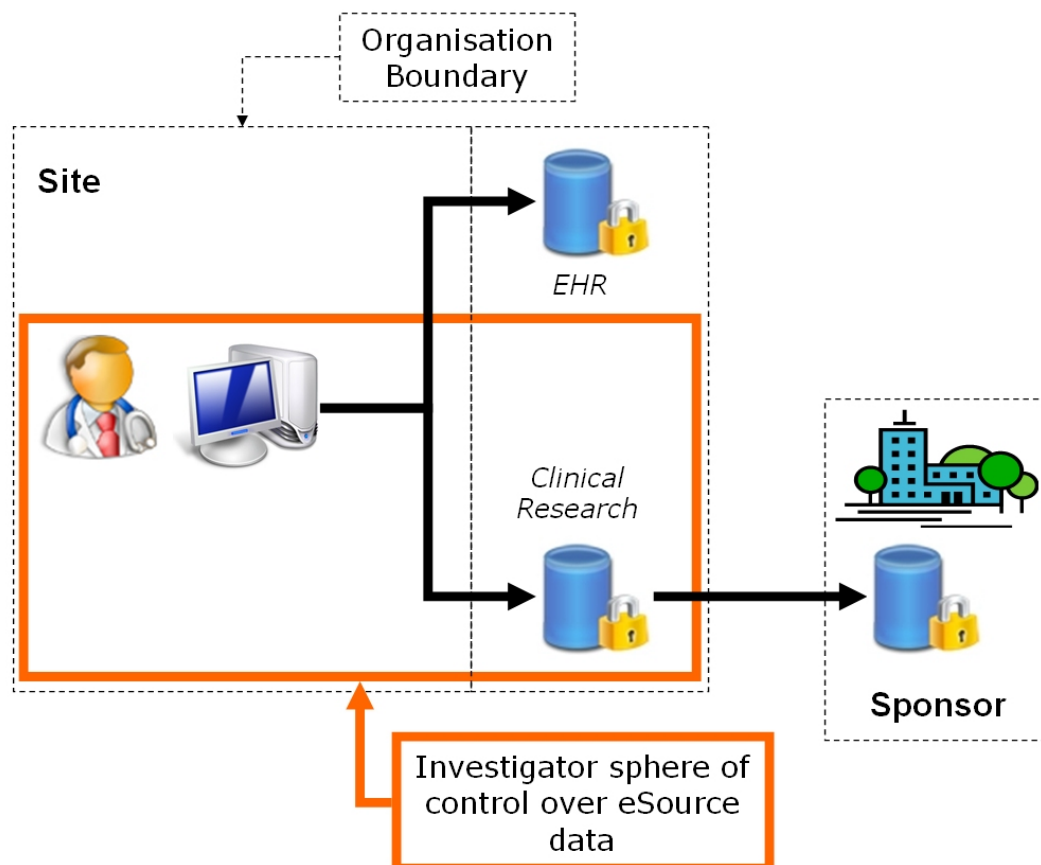 Organisation
Boundary
Site
EHR
Clinical
Research
Sponsor
Investigator sphere of
control over eSource
data